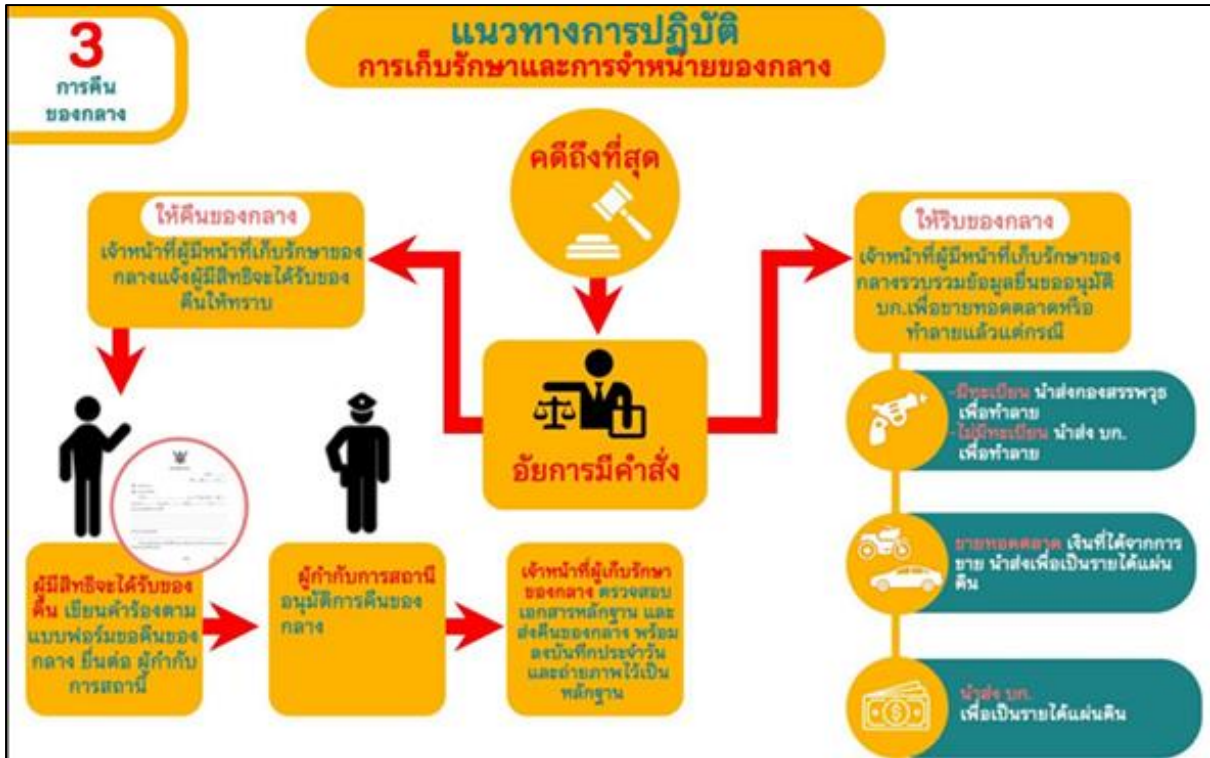 3
การคืน
ของกลาง
แนวทางการปฏิบัติ
การเก็บรักษาและการจำหน่ายของกลาง
คดีถึงที่สุด
ให้คืนของกลาง
เจ้าหน้าที่ผู้มีหน้าที่เก็บรักษาของ
กลางแจ้งผู้มีสิทธิจะได้รับของ
คืนให้ทราบ
ให้ริบของกลาง
เจ้าหน้าที่ผู้มีหน้าที่เก็บรักษาของ
กลางรวบรวมข้อมูลยื่นขออนุมัติ
บก.เพื่อขายทอดตลาดหรือ
ทำลายแล้วแต่กรณี
อัยการมีคำสั่ง
-มีทะเบียน นำส่งกองสรรพวุธ
เพื่อทำลาย
-ไม่มีทะเบียน นำส่ง บก.
เพื่อทำลาย
ขายทอดตลาด เงินที่ได้จากการ
ขาย นำส่งเพื่อเป็นรายได้แผ่น
ดิน
นำส่ง บก.
เพื่อเป็นรายได้แผ่นดิน
ผู้มีสิทธิจะได้รับของ
คืน เขียนคำร้องตาม
แบบฟอร์มขอคืนของ
กลาง ยื่นต่อ ผู้กำกับ
การสถานี
ผู้กำกับการสถานี
อนุมัติการคืนของ
กลาง
เจ้าหน้าที่ผู้เก็บรักษา
ของกลาง ตรวจสอบ
เอกสารหลักฐาน และ
ส่งคืนของกลาง พร้อม
ลงบันทึกประจำวัน
และถ่ายภาพไว้เป็น
หลักฐาน